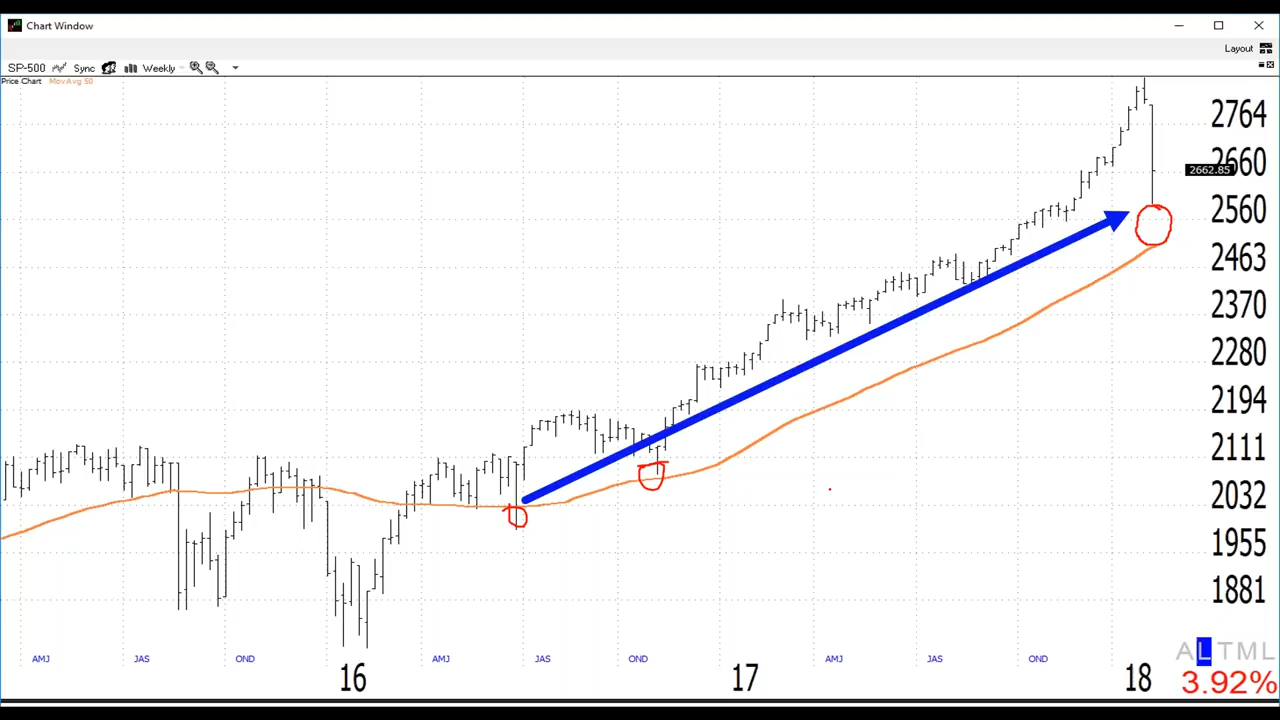 Chart Window
Layout
SP-500 Sync Weekly
Price Chart MovAvg 50
2764
2662.85 2660
2560
2463
2370
2280
2194
2111
2032
1955
1881
AMJ JAS OND AMJ JAS OND AMJ JAS OND
16 17 18
ALTML
3.92%